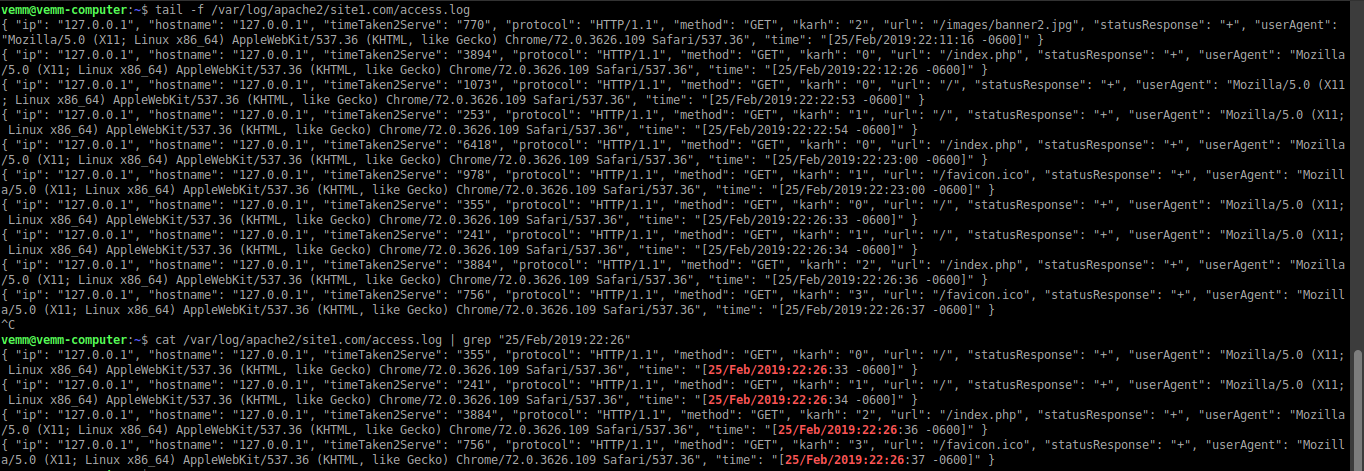 vemm@vemm-computer:~$ tail -f /var/log/apache2/site1.com/access.log
{ "ip": "127.0.0.1", "hostname": "127.0.0.1", "timeTaken2Serve": "770", "protocol": "HTTP/1.1", "method": "GET", "karh": "2", "url": "/images/banner2.jpg", "statusResponse": "+", "userAgent":
"Mozilla/5.0 (X11; Linux x86_64) AppleWebKit/537.36 (KHTML, like Gecko) Chrome/72.0.3626.109 Safari/537.36", "time": "[25/Feb/2019:22:11:16 -0600]" }
{ "ip": "127.0.0.1", "hostname": "127.0.0.1", "timeTaken2Serve": "3894", "protocol": "HTTP/1.1", "method": "GET", "karh": "0", "url": "/index.php", "statusResponse": "+", "userAgent": "Mozilla
/5.0 (X11; Linux x86_64) AppleWebKit/537.36 (KHTML, like Gecko) Chrome/72.0.3626.109 Safari/537.36", "time": "[25/Feb/2019:22:12:26 -0600]" }
{ "ip": "127.0.0.1", "hostname": "127.0.0.1", "timeTaken2Serve": "1073", "protocol": "HTTP/1.1", "method": "GET", "karh": "0", "url": "/", "statusResponse": "+", "userAgent": "Mozilla/5.0 (X11
; Linux x86_64) AppleWebKit/537.36 (KHTML, like Gecko) Chrome/72.0.3626.109 Safari/537.36", "time": "[25/Feb/2019:22:22:53 -0600]" }
{ "ip": "127.0.0.1", "hostname": "127.0.0.1", "timeTaken2Serve": "253", "protocol": "HTTP/1.1", "method": "GET", "karh": "1", "url": "/", "statusResponse": "+", "userAgent": "Mozilla/5.0 (X11;
 Linux x86_64) AppleWebKit/537.36 (KHTML, like Gecko) Chrome/72.0.3626.109 Safari/537.36", "time": "[25/Feb/2019:22:22:54 -0600]" }
{ "ip": "127.0.0.1", "hostname": "127.0.0.1", "timeTaken2Serve": "6418", "protocol": "HTTP/1.1", "method": "GET", "karh": "0", "url": "/index.php", "statusResponse": "+", "userAgent": "Mozilla
/5.0 (X11; Linux x86_64) AppleWebKit/537.36 (KHTML, like Gecko) Chrome/72.0.3626.109 Safari/537.36", "time": "[25/Feb/2019:22:23:00 -0600]" }
{ "ip": "127.0.0.1", "hostname": "127.0.0.1", "timeTaken2Serve": "978", "protocol": "HTTP/1.1", "method": "GET", "karh": "1", "url": "/favicon.ico", "statusResponse": "+", "userAgent": "Mozill
a/5.0 (X11; Linux x86_64) AppleWebKit/537.36 (KHTML, like Gecko) Chrome/72.0.3626.109 Safari/537.36", "time": "[25/Feb/2019:22:23:00 -0600]" }
{ "ip": "127.0.0.1", "hostname": "127.0.0.1", "timeTaken2Serve": "355", "protocol": "HTTP/1.1", "method": "GET", "karh": "0", "url": "/", "statusResponse": "+", "userAgent": "Mozilla/5.0 (X11;
 Linux x86_64) AppleWebKit/537.36 (KHTML, like Gecko) Chrome/72.0.3626.109 Safari/537.36", "time": "[25/Feb/2019:22:26:33 -0600]" }
{ "ip": "127.0.0.1", "hostname": "127.0.0.1", "timeTaken2Serve": "241", "protocol": "HTTP/1.1", "method": "GET", "karh": "1", "url": "/", "statusResponse": "+", "userAgent": "Mozilla/5.0 (X11;
 Linux x86_64) AppleWebKit/537.36 (KHTML, like Gecko) Chrome/72.0.3626.109 Safari/537.36", "time": "[25/Feb/2019:22:26:34 -0600]" }
{ "ip": "127.0.0.1", "hostname": "127.0.0.1", "timeTaken2Serve": "3884", "protocol": "HTTP/1.1", "method": "GET", "karh": "2", "url": "/index.php", "statusResponse": "+", "userAgent": "Mozilla
/5.0 (X11; Linux x86_64) AppleWebKit/537.36 (KHTML, like Gecko) Chrome/72.0.3626.109 Safari/537.36", "time": "[25/Feb/2019:22:26:36 -0600]" }
{ "ip": "127.0.0.1", "hostname": "127.0.0.1", "timeTaken2Serve": "756", "protocol": "HTTP/1.1", "method": "GET", "karh": "3", "url": "/favicon.ico", "statusResponse": "+", "userAgent": "Mozill
a/5.0 (X11; Linux x86_64) AppleWebKit/537.36 (KHTML, like Gecko) Chrome/72.0.3626.109 Safari/537.36", "time": "[25/Feb/2019:22:26:37 -0600]" }
^C
vemm@vemm-computer:~$ cat /var/log/apache2/site1.com/access.log | grep "25/Feb/2019:22:26"
{ "ip": "127.0.0.1", "hostname": "127.0.0.1", "timeTaken2Serve": "355", "protocol": "HTTP/1.1", "method": "GET", "karh": "0", "url": "/", "statusResponse": "+", "userAgent": "Mozilla/5.0 (X11;
 Linux x86_64) AppleWebKit/537.36 (KHTML, like Gecko) Chrome/72.0.3626.109 Safari/537.36", "time": "[25/Feb/2019:22:26:33 -0600]" }
{ "ip": "127.0.0.1", "hostname": "127.0.0.1", "timeTaken2Serve": "241", "protocol": "HTTP/1.1", "method": "GET", "karh": "1", "url": "/", "statusResponse": "+", "userAgent": "Mozilla/5.0 (X11;
 Linux x86_64) AppleWebKit/537.36 (KHTML, like Gecko) Chrome/72.0.3626.109 Safari/537.36", "time": "[25/Feb/2019:22:26:34 -0600]" }
{ "ip": "127.0.0.1", "hostname": "127.0.0.1", "timeTaken2Serve": "3884", "protocol": "HTTP/1.1", "method": "GET", "karh": "2", "url": "/index.php", "statusResponse": "+", "userAgent": "Mozilla
/5.0 (X11; Linux x86_64) AppleWebKit/537.36 (KHTML, like Gecko) Chrome/72.0.3626.109 Safari/537.36", "time": "[25/Feb/2019:22:26:36 -0600]" }
{ "ip": "127.0.0.1", "hostname": "127.0.0.1", "timeTaken2Serve": "756", "protocol": "HTTP/1.1", "method": "GET", "karh": "3", "url": "/favicon.ico", "statusResponse": "+", "userAgent": "Mozill
a/5.0 (X11; Linux x86_64) AppleWebKit/537.36 (KHTML, like Gecko) Chrome/72.0.3626.109 Safari/537.36", "time": "[25/Feb/2019:22:26:37 -0600]" }